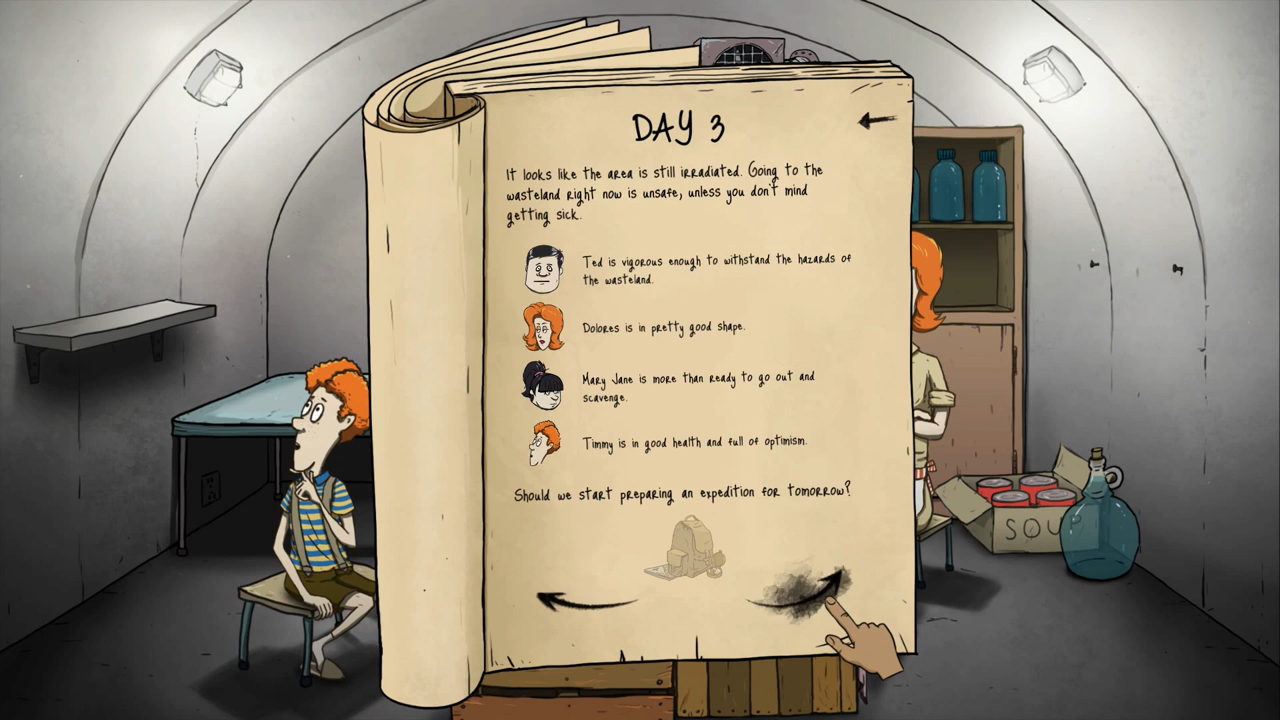 DAY 3
It looks like the area is still irradiated. Going to the
wasteland right now is unsafe, unless you don't mind
getting sick.
Ted is vigorous enough to withstand the hazards of
the wasteland.
Dolores is in pretty good shape.
Mary Jane is more than ready to go out and
scavenge.
Timmy is in good health and full of optimism.
Should we start preparing an expedition for tomorrow?
SOUP